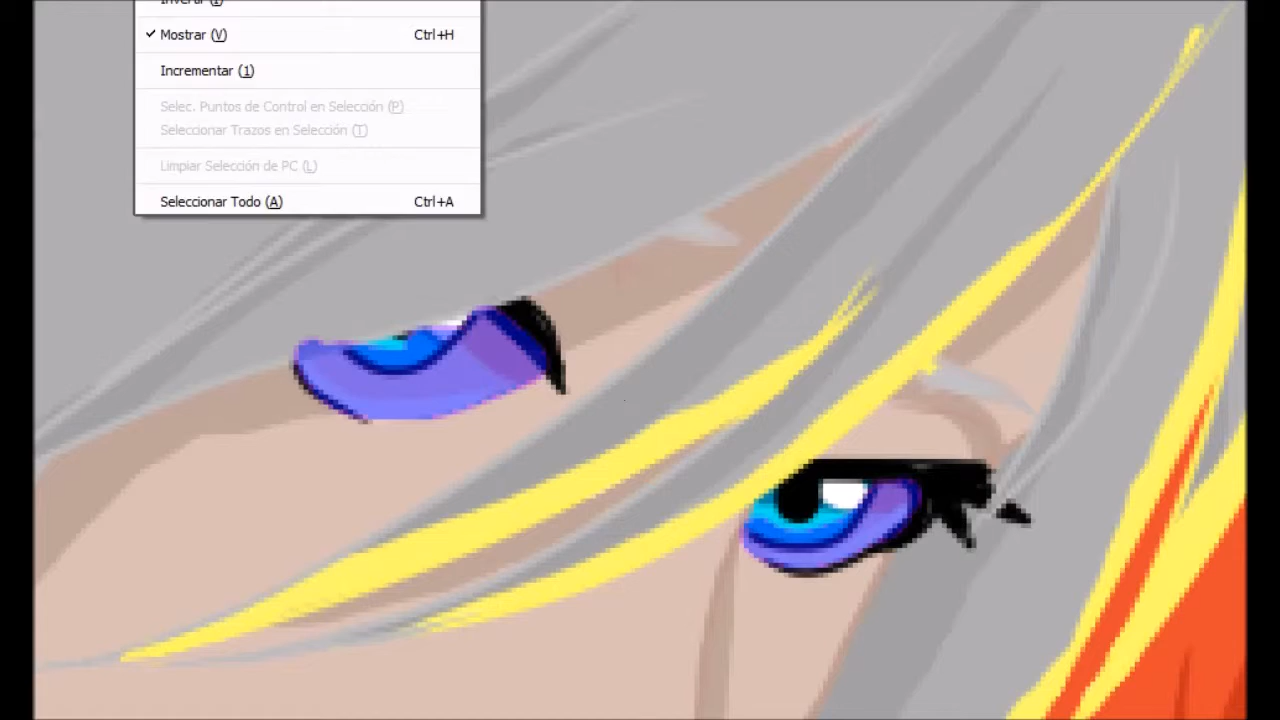 Invertir (I)
✓ Mostrar (V) Ctrl+H
Incrementar (1)
Selec. Puntos de Control en Selección (P)
Seleccionar Trazos en Selección (T)
Limpiar Selección de PC (L)
Seleccionar Todo (A) Ctrl+A